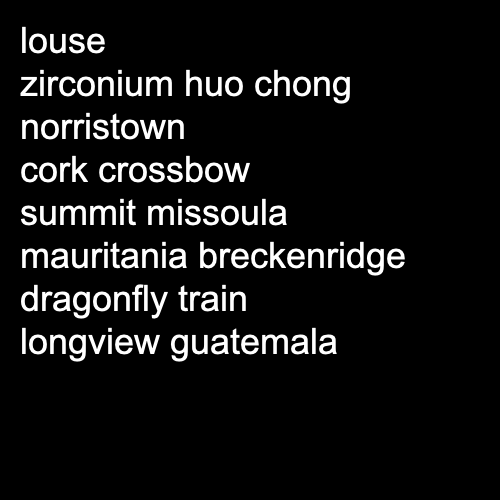 louse
zirconium huo chong
norristown
cork crossbow
summit missoula
mauritania breckenridge
dragonfly train
longview guatemala